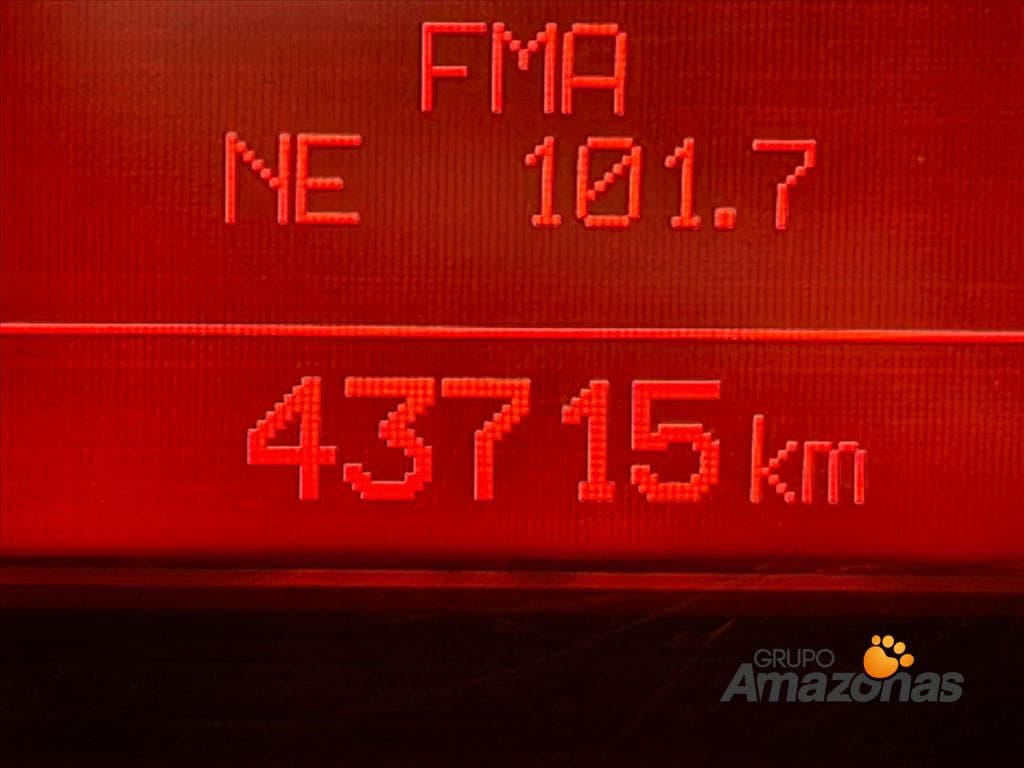 FMA
NE 101.7
43715 km
GRUPO
Amazonas